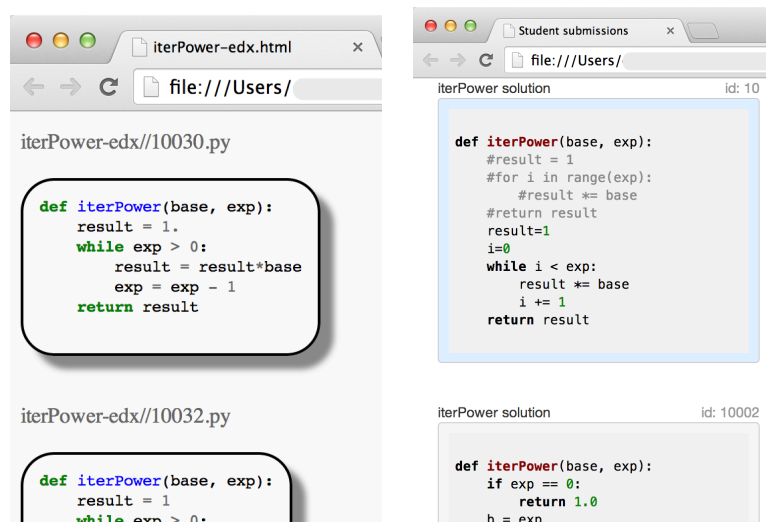 iterPower-edx.html ×
file:///Users/
iterPower-edx//10030.py
def iterPower(base, exp):
    result = 1.
    while exp > 0:
        result = result*base
        exp = exp - 1
    return result
iterPower-edx//10032.py
def iterPower(base, exp):
    result = 1
    while exp > 0:
Student submissions ×
file:///Users/
iterPower solution id: 10
def iterPower(base, exp):
    #result = 1
    #for i in range(exp):
        #result *= base
    #return result
    result=1
    i=0
    while i < exp:
        result *= base
        i += 1
    return result
iterPower solution id: 10002
def iterPower(base, exp):
    if exp == 0:
        return 1.0
    b = exp